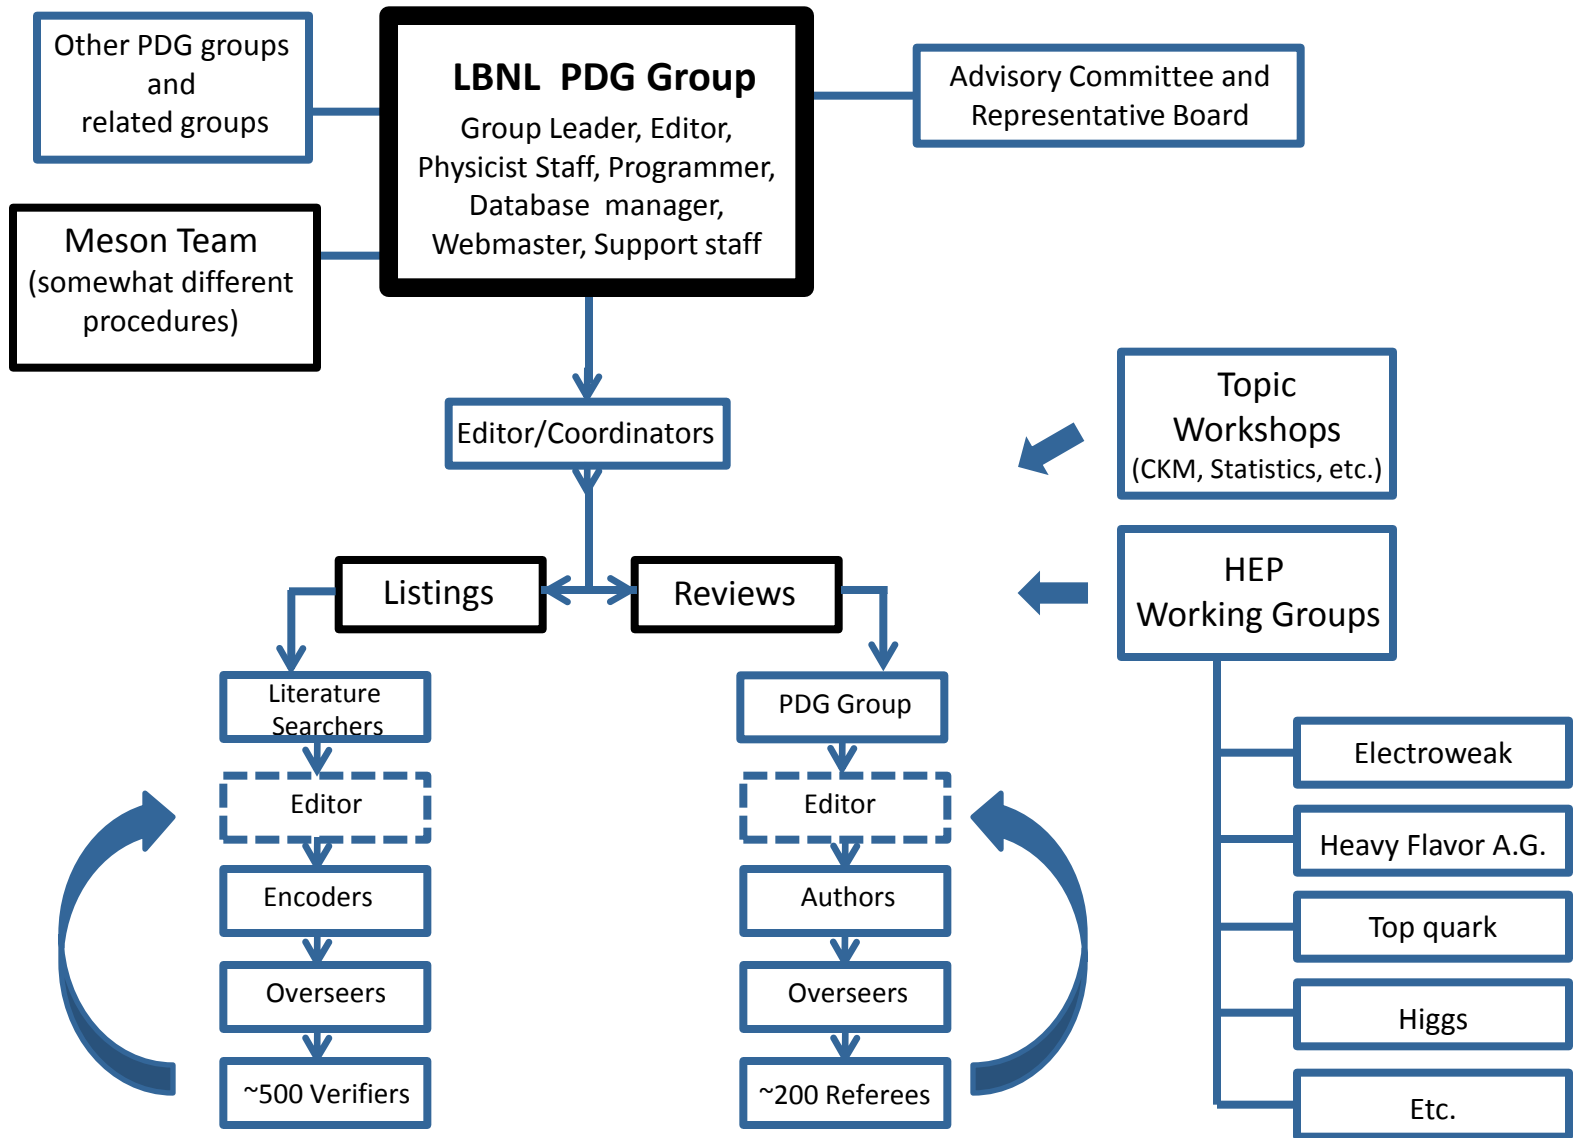 Other PDG groups
and
related groups
LBNL PDG Group
Group Leader, Editor,
Physicist Staff, Programmer,
Database manager,
Webmaster, Support staff
Advisory Committee and
Representative Board
Meson Team
(somewhat different
procedures)
Editor/Coordinators
Topic
Workshops
(CKM, Statistics, etc.)
Listings
Reviews
HEP
Working Groups
Literature
Searchers
Editor
Encoders
Overseers
~500 Verifiers
PDG Group
Editor
Authors
Overseers
~200 Referees
Electroweak
Heavy Flavor A.G.
Top quark
Higgs
Etc.